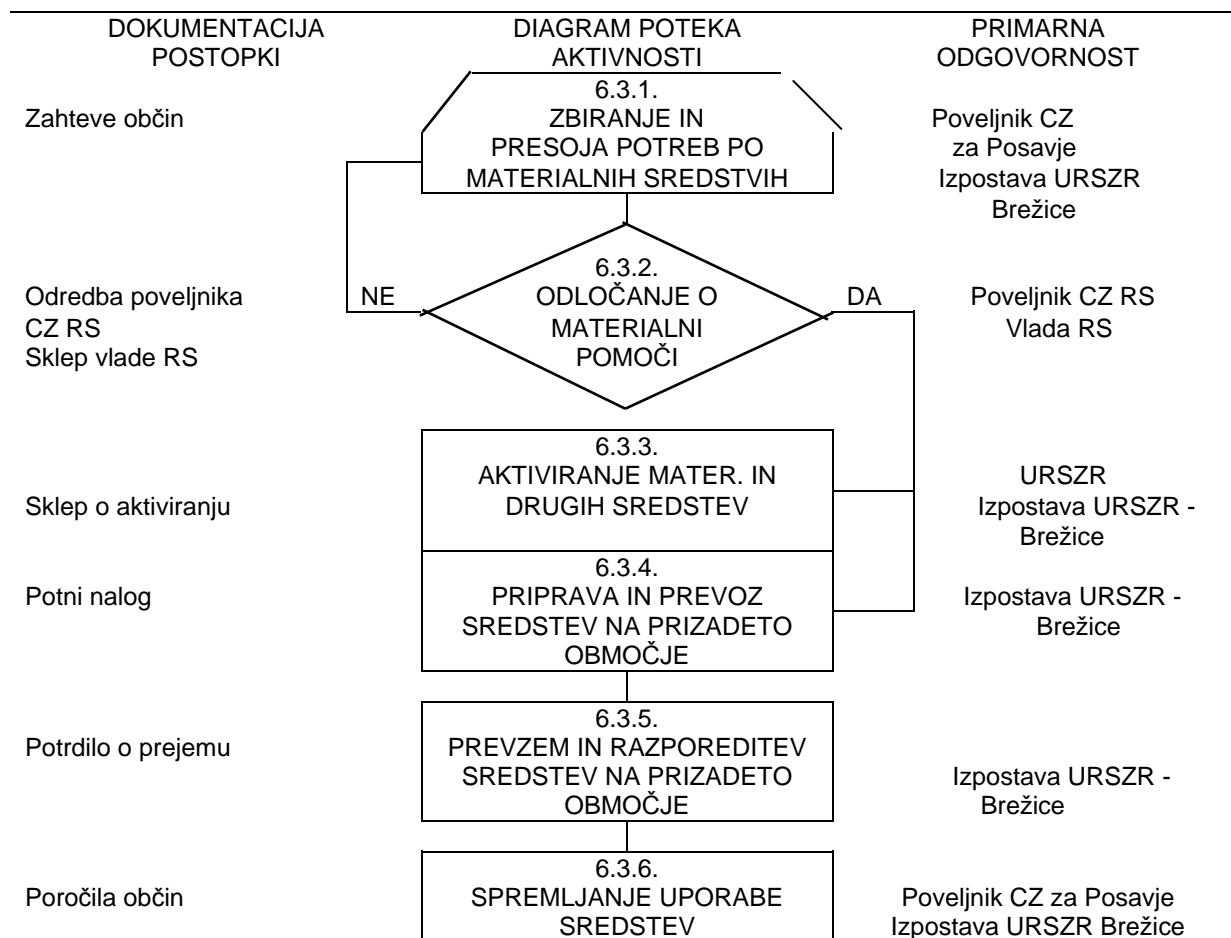 DOKUMENTACIJA DIAGRAM POTEKA PRIMARNA
POSTOPKI AKTIVNOSTI ODGOVORNOST
6.3.1.
Zahteve občin ZBIRANJE IN Poveljnik CZ
PRESOJA POTREB PO za Posavje
MATERIALNIH SREDSTVIH Izpostava URSZR
Brežice
6.3.2.
Odredba poveljnika NE ODLOČANJE O DA Poveljnik CZ RS
CZ RS MATERIALNI Vlada RS
Sklep vlade RS POMOČI
6.3.3.
AKTIVIRANJE MATER. IN URSZR
Sklep o aktiviranju DRUGIH SREDSTEV Izpostava URSZR -
Brežice
6.3.4.
Potni nalog PRIPRAVA IN PREVOZ Izpostava URSZR -
SREDSTEV NA PRIZADETO Brežice
OBMOČJE
6.3.5.
Potrdilo o prejemu PREVZEM IN RAZPOREDITEV
SREDSTEV NA PRIZADETO Izpostava URSZR -
OBMOČJE Brežice
6.3.6.
Poročila občin SPREMLJANJE UPORABE Poveljnik CZ za Posavje
SREDSTEV Izpostava URSZR Brežice